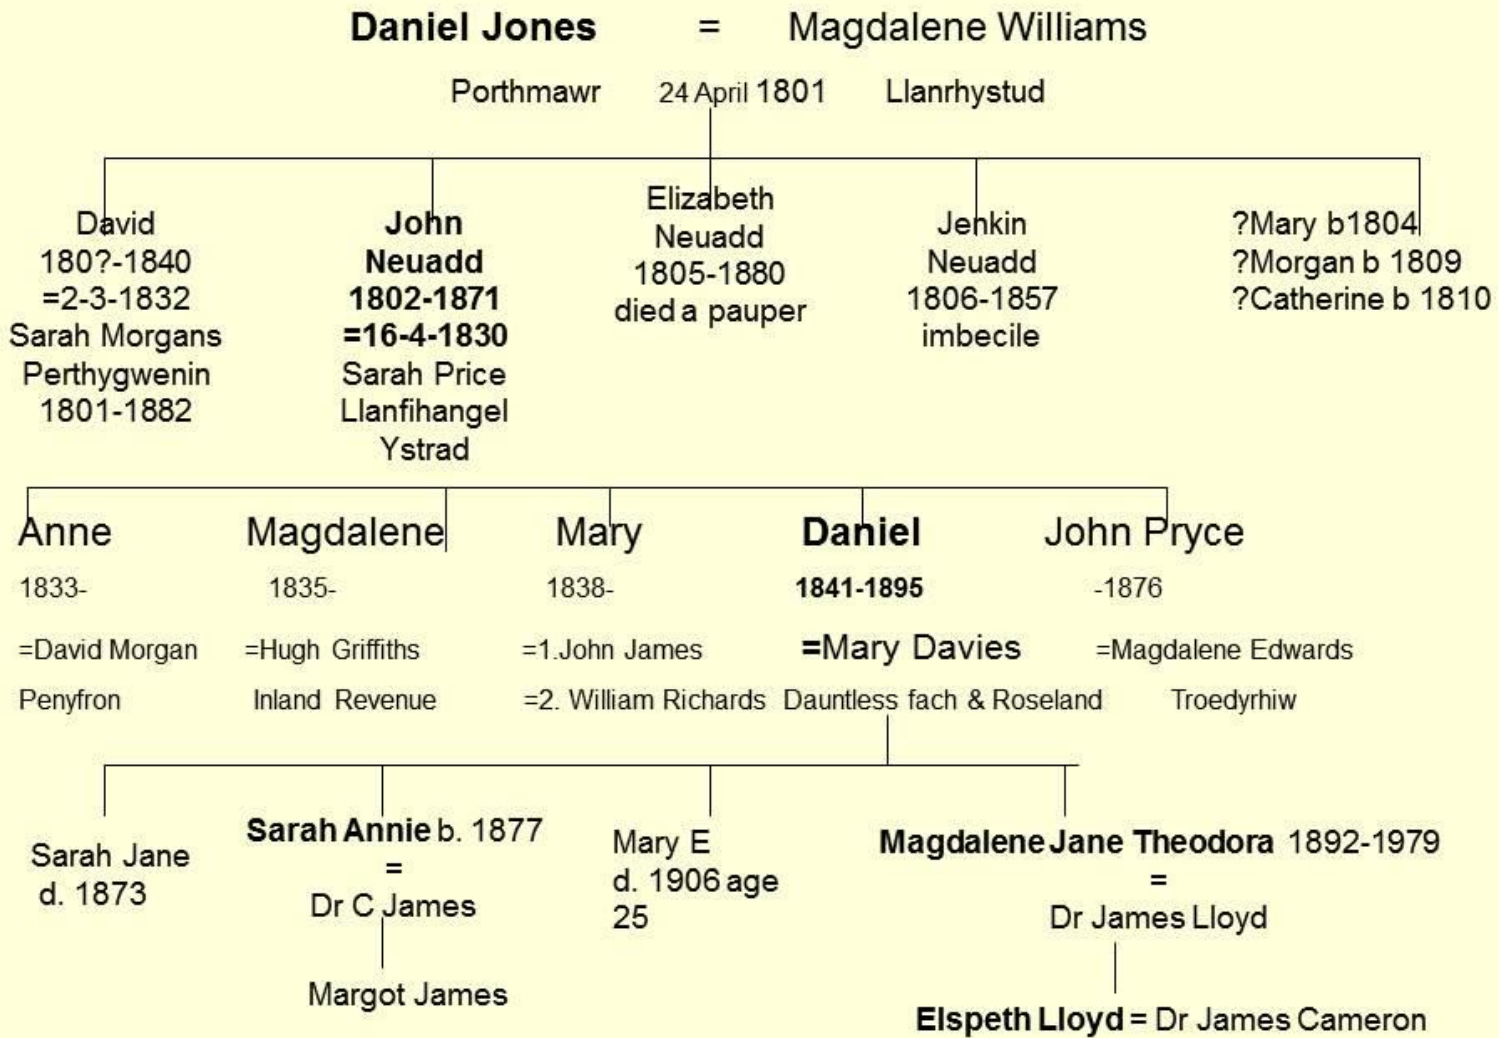 Daniel Jones = Magdalene Williams
Porthmawr 24 April 1801 Llanrhystud
David
180?-1840
=2-3-1832
Sarah Morgans
Perthygwenin
1801-1882
John
Neuadd
1802-1871
=16-4-1830
Sarah Price
Llanfihangel
Ystrad
Elizabeth
Neuadd
1805-1880
died a pauper
Jenkin
Neuadd
1806-1857
imbecile
?Mary b1804
?Morgan b 1809
?Catherine b 1810
Anne
1833-
=David Morgan
Penyfron
Magdalene
1835-
=Hugh Griffiths
Inland Revenue
Mary
1838-
=1.John James
=2. William Richards
Daniel
1841-1895
=Mary Davies
Dauntless fach & Roseland
John Pryce
-1876
=Magdalene Edwards
Troedyrhiw
Sarah Jane
d. 1873
Sarah Annie b. 1877
=
Dr C James
Margot James
Mary E
d. 1906 age
25
Magdalene Jane Theodora 1892-1979
=
Dr James Lloyd
Elspeth Lloyd = Dr James Cameron